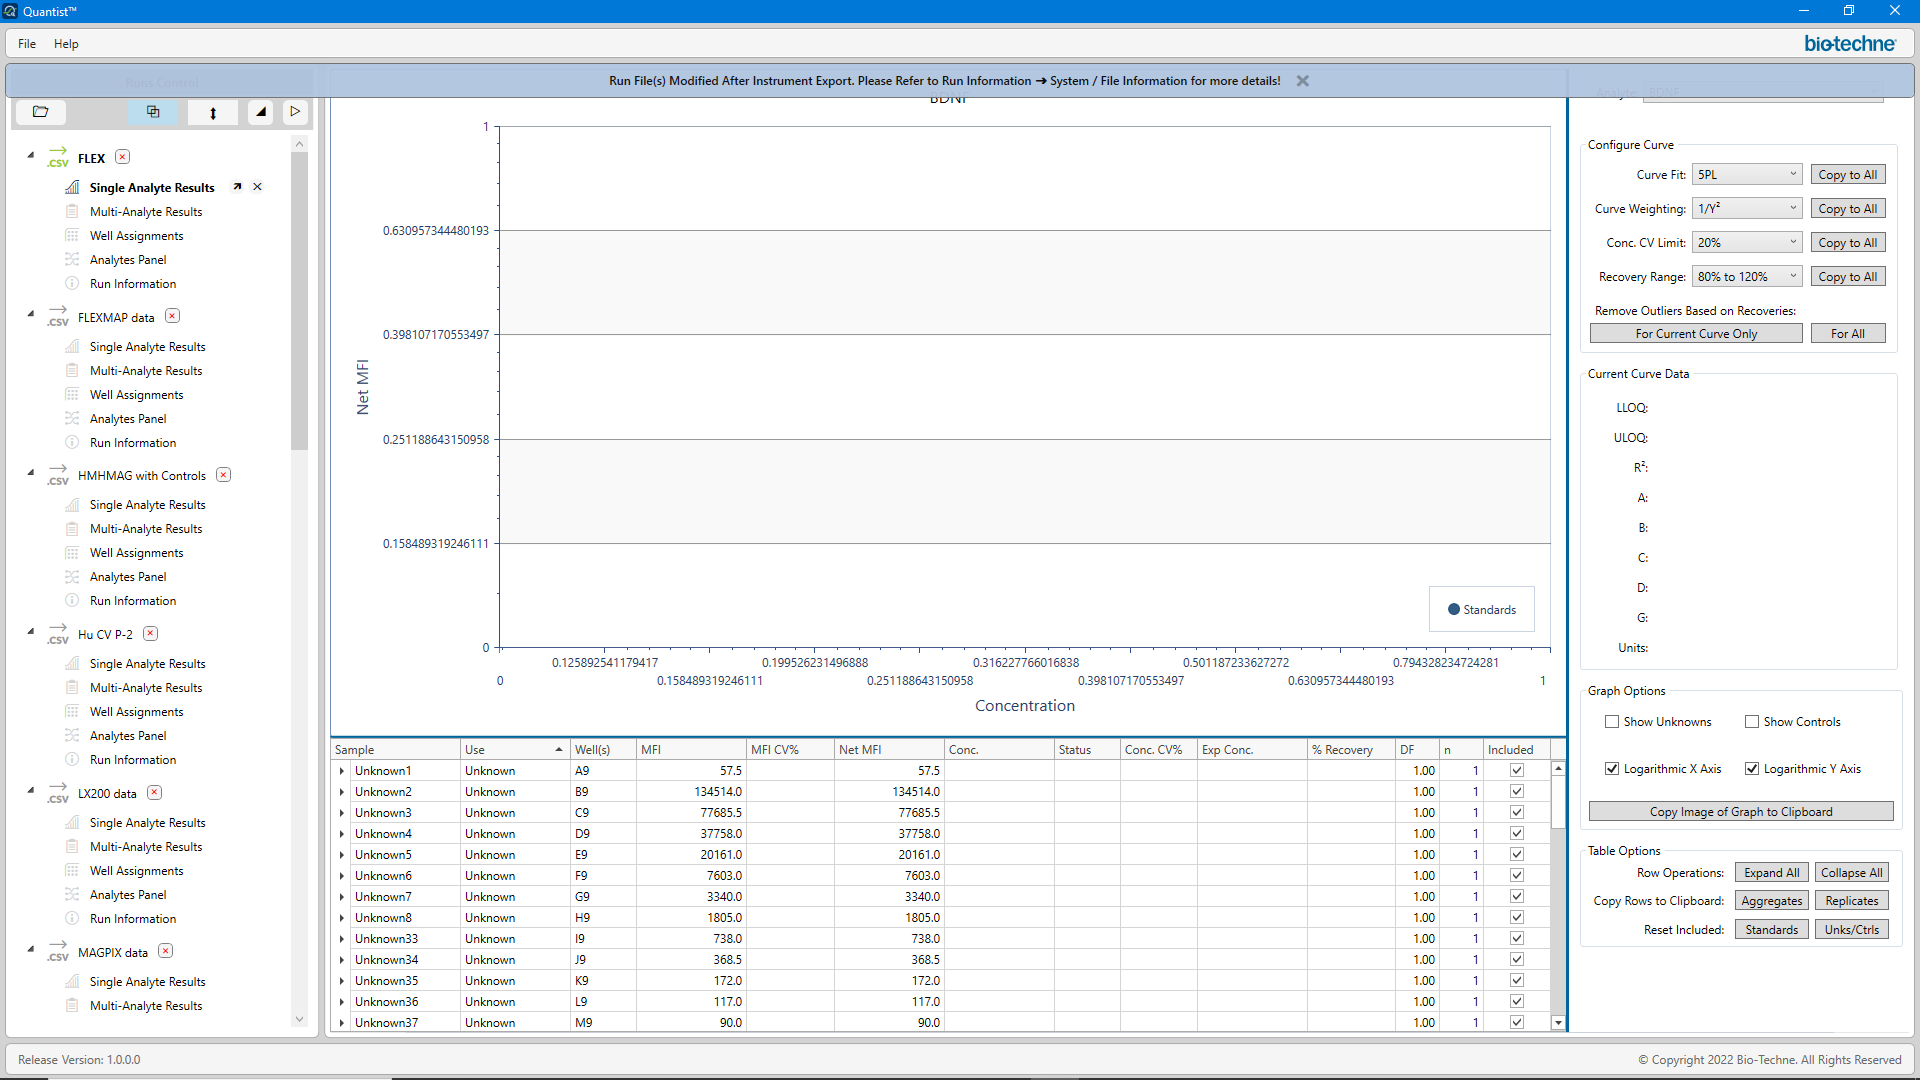 Quantist™
File Help
bio-techne
Runs Control
Run File(s) Modified After Instrument Export. Please Refer to Run Information ➔ System / File Information for more details!
BDNF
Analyte: BDNF
.CSV FLEX
Single Analyte Results
Multi-Analyte Results
Well Assignments
Analytes Panel
Run Information
.CSV FLEXMAP data
Single Analyte Results
Multi-Analyte Results
Well Assignments
Analytes Panel
Run Information
.CSV HMHMAG with Controls
Single Analyte Results
Multi-Analyte Results
Well Assignments
Analytes Panel
Run Information
.CSV Hu CV P-2
Single Analyte Results
Multi-Analyte Results
Well Assignments
Analytes Panel
Run Information
.CSV LX200 data
Single Analyte Results
Multi-Analyte Results
Well Assignments
Analytes Panel
Run Information
.CSV MAGPIX data
Single Analyte Results
Multi-Analyte Results
1
0.630957344480193
0.398107170553497
0.251188643150958
0.158489319246111
0
Net MFI
Standards
0.125892541179417 0.199526231496888 0.316227766016838 0.501187233627272 0.794328234724281
0 0.158489319246111 0.251188643150958 0.398107170553497 0.630957344480193 1
Concentration
Sample Use Well(s) MFI MFI CV% Net MFI Conc. Status Conc. CV% Exp Conc. % Recovery DF n Included
Unknown1 Unknown A9 57.5 57.5 1.00 1
Unknown2 Unknown B9 134514.0 134514.0 1.00 1
Unknown3 Unknown C9 77685.5 77685.5 1.00 1
Unknown4 Unknown D9 37758.0 37758.0 1.00 1
Unknown5 Unknown E9 20161.0 20161.0 1.00 1
Unknown6 Unknown F9 7603.0 7603.0 1.00 1
Unknown7 Unknown G9 3340.0 3340.0 1.00 1
Unknown8 Unknown H9 1805.0 1805.0 1.00 1
Unknown33 Unknown I9 738.0 738.0 1.00 1
Unknown34 Unknown J9 368.5 368.5 1.00 1
Unknown35 Unknown K9 172.0 172.0 1.00 1
Unknown36 Unknown L9 117.0 117.0 1.00 1
Unknown37 Unknown M9 90.0 90.0 1.00 1
Configure Curve
Curve Fit: 5PL Copy to All
Curve Weighting: 1/Y² Copy to All
Conc. CV Limit: 20% Copy to All
Recovery Range: 80% to 120% Copy to All
Remove Outliers Based on Recoveries:
For Current Curve Only For All
Current Curve Data
LLOQ:
ULOQ:
R²:
A:
B:
C:
D:
G:
Units:
Graph Options
Show Unknowns Show Controls
Logarithmic X Axis Logarithmic Y Axis
Copy Image of Graph to Clipboard
Table Options
Row Operations: Expand All Collapse All
Copy Rows to Clipboard: Aggregates Replicates
Reset Included: Standards Unks/Ctrls
Release Version: 1.0.0.0
© Copyright 2022 Bio-Techne. All Rights Reserved